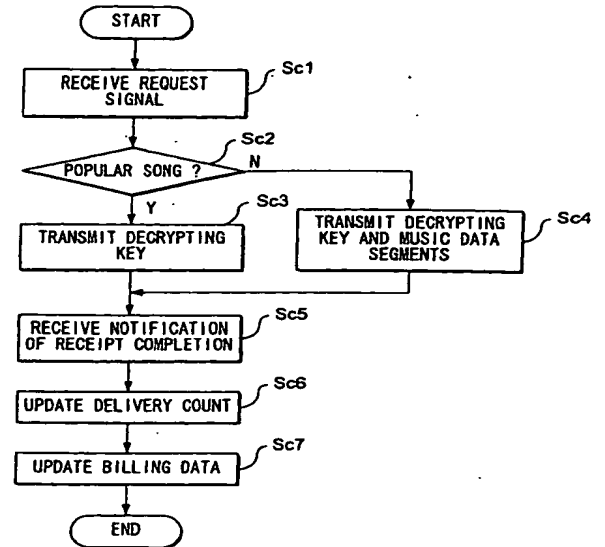 START
Sc1
RECEIVE REQUEST
SIGNAL
Sc2
POPULAR SONG ?
N
Y
Sc3
TRANSMIT DECRYPTING
KEY
TRANSMIT DECRYPTING
KEY AND MUSIC DATA
SEGMENTS
Sc4
RECEIVE NOTIFICATION
OF RECEIPT COMPLETION
Sc5
UPDATE DELIVERY COUNT
Sc6
UPDATE BILLING DATA
Sc7
END